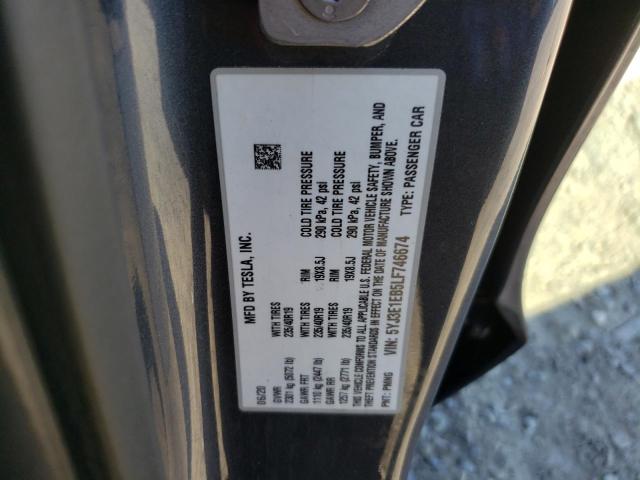 MFD BY TESLA, INC.
06/20
GVWR WITH TIRES RIM COLD TIRE PRESSURE
2301 kg (5072 lb) 235/40R19 19X8.5J 290 kPa, 42 psi
GAWR FRT WITH TIRES RIM COLD TIRE PRESSURE
1110 kg (2447 lb) 235/40R19 19X8.5J 290 kPa, 42 psi
GAWR RR
1257 kg (2771 lb) 235/40R19
THIS VEHICLE CONFORMS TO ALL APPLICABLE U.S. FEDERAL MOTOR VEHICLE SAFETY, BUMPER, AND
THEFT PREVENTION STANDARDS IN EFFECT ON THE DATE OF MANUFACTURE SHOWN ABOVE.
VIN: 5YJ3E1EB5LF746674
PNT: PMNG TYPE: PASSENGER CAR